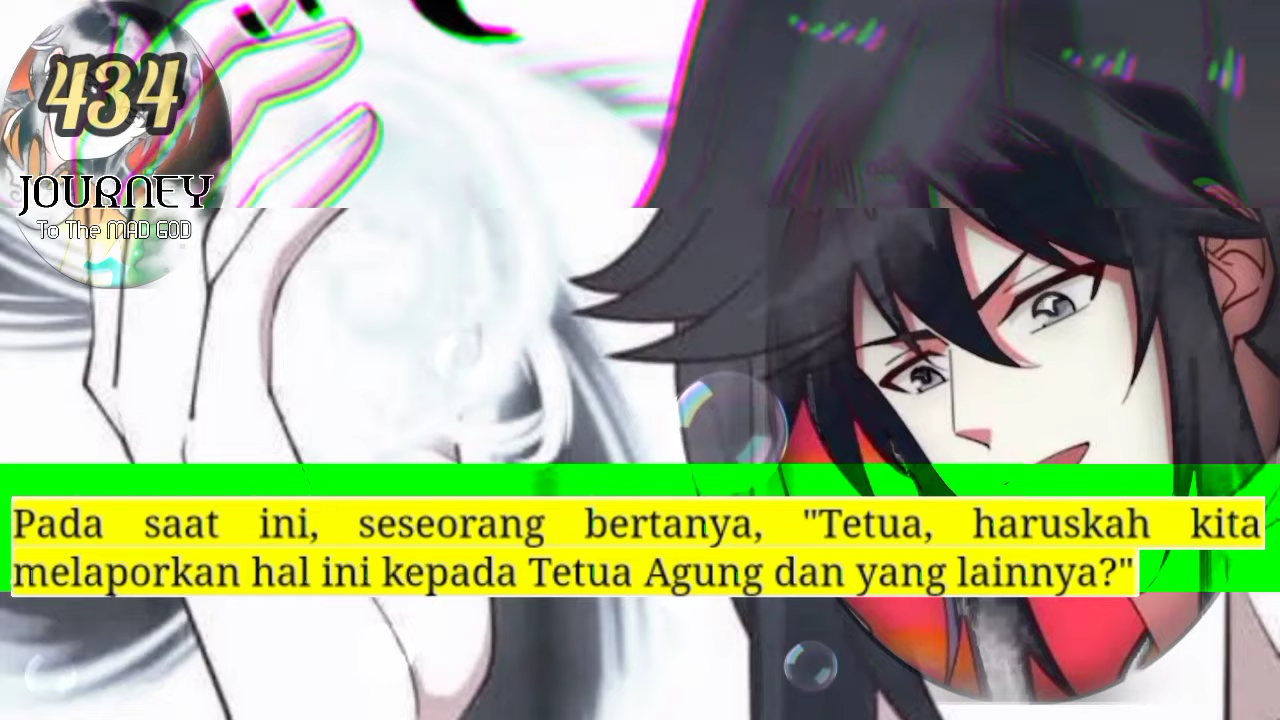 434
JOURNEY
To The MAD GOD
Pada saat ini, seseorang bertanya, "Tetua, haruskah kita
melaporkan hal ini kepada Tetua Agung dan yang lainnya?"